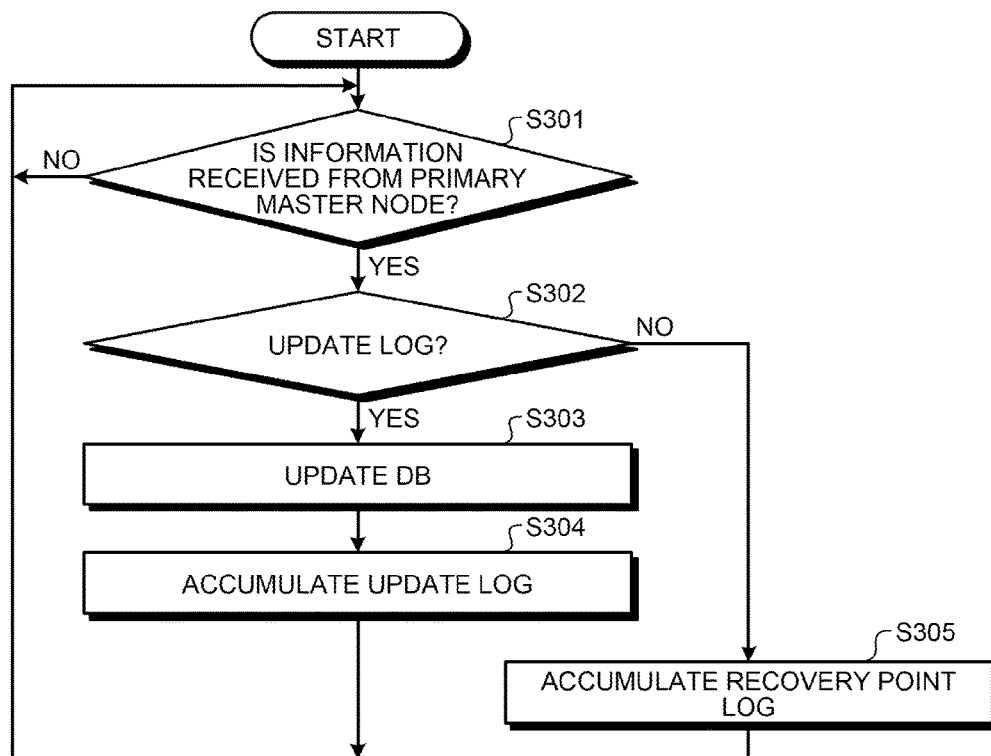 START
S301
NO
IS INFORMATION
RECEIVED FROM PRIMARY
MASTER NODE?
YES
S302
NO
UPDATE LOG?
YES
S303
UPDATE DB
S304
ACCUMULATE UPDATE LOG
S305
ACCUMULATE RECOVERY POINT
LOG